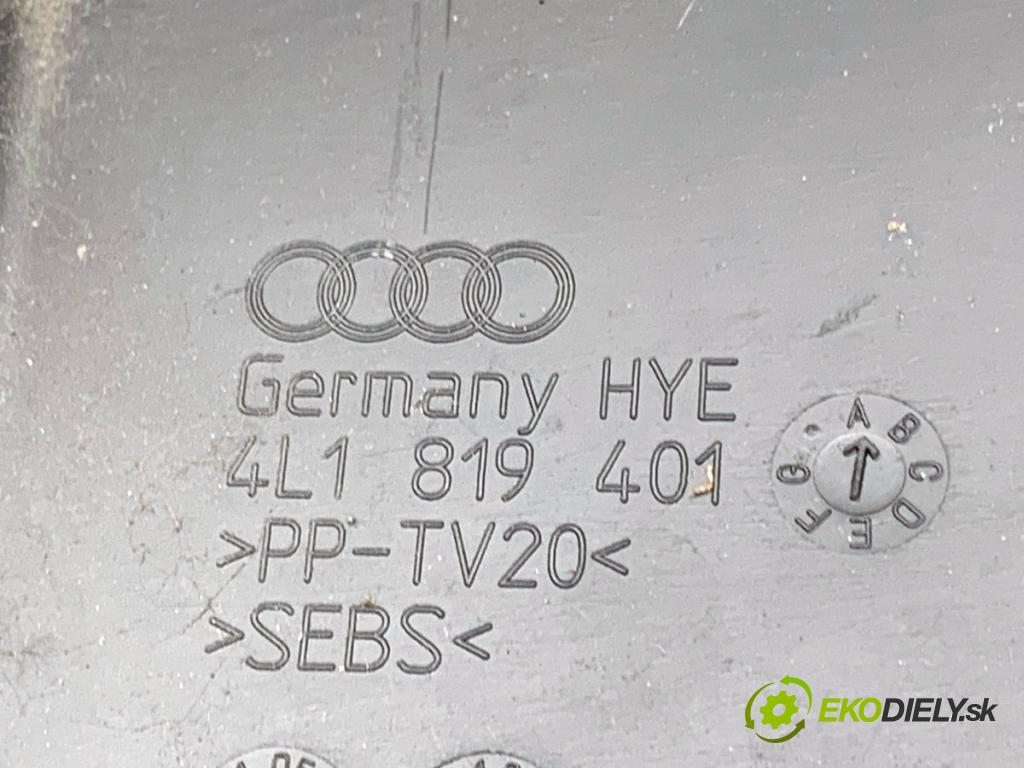 Germany HYE
4L1 819 401
>PP-TV20<
>SEBS<
A B C D E F G
EKODIELY.sk